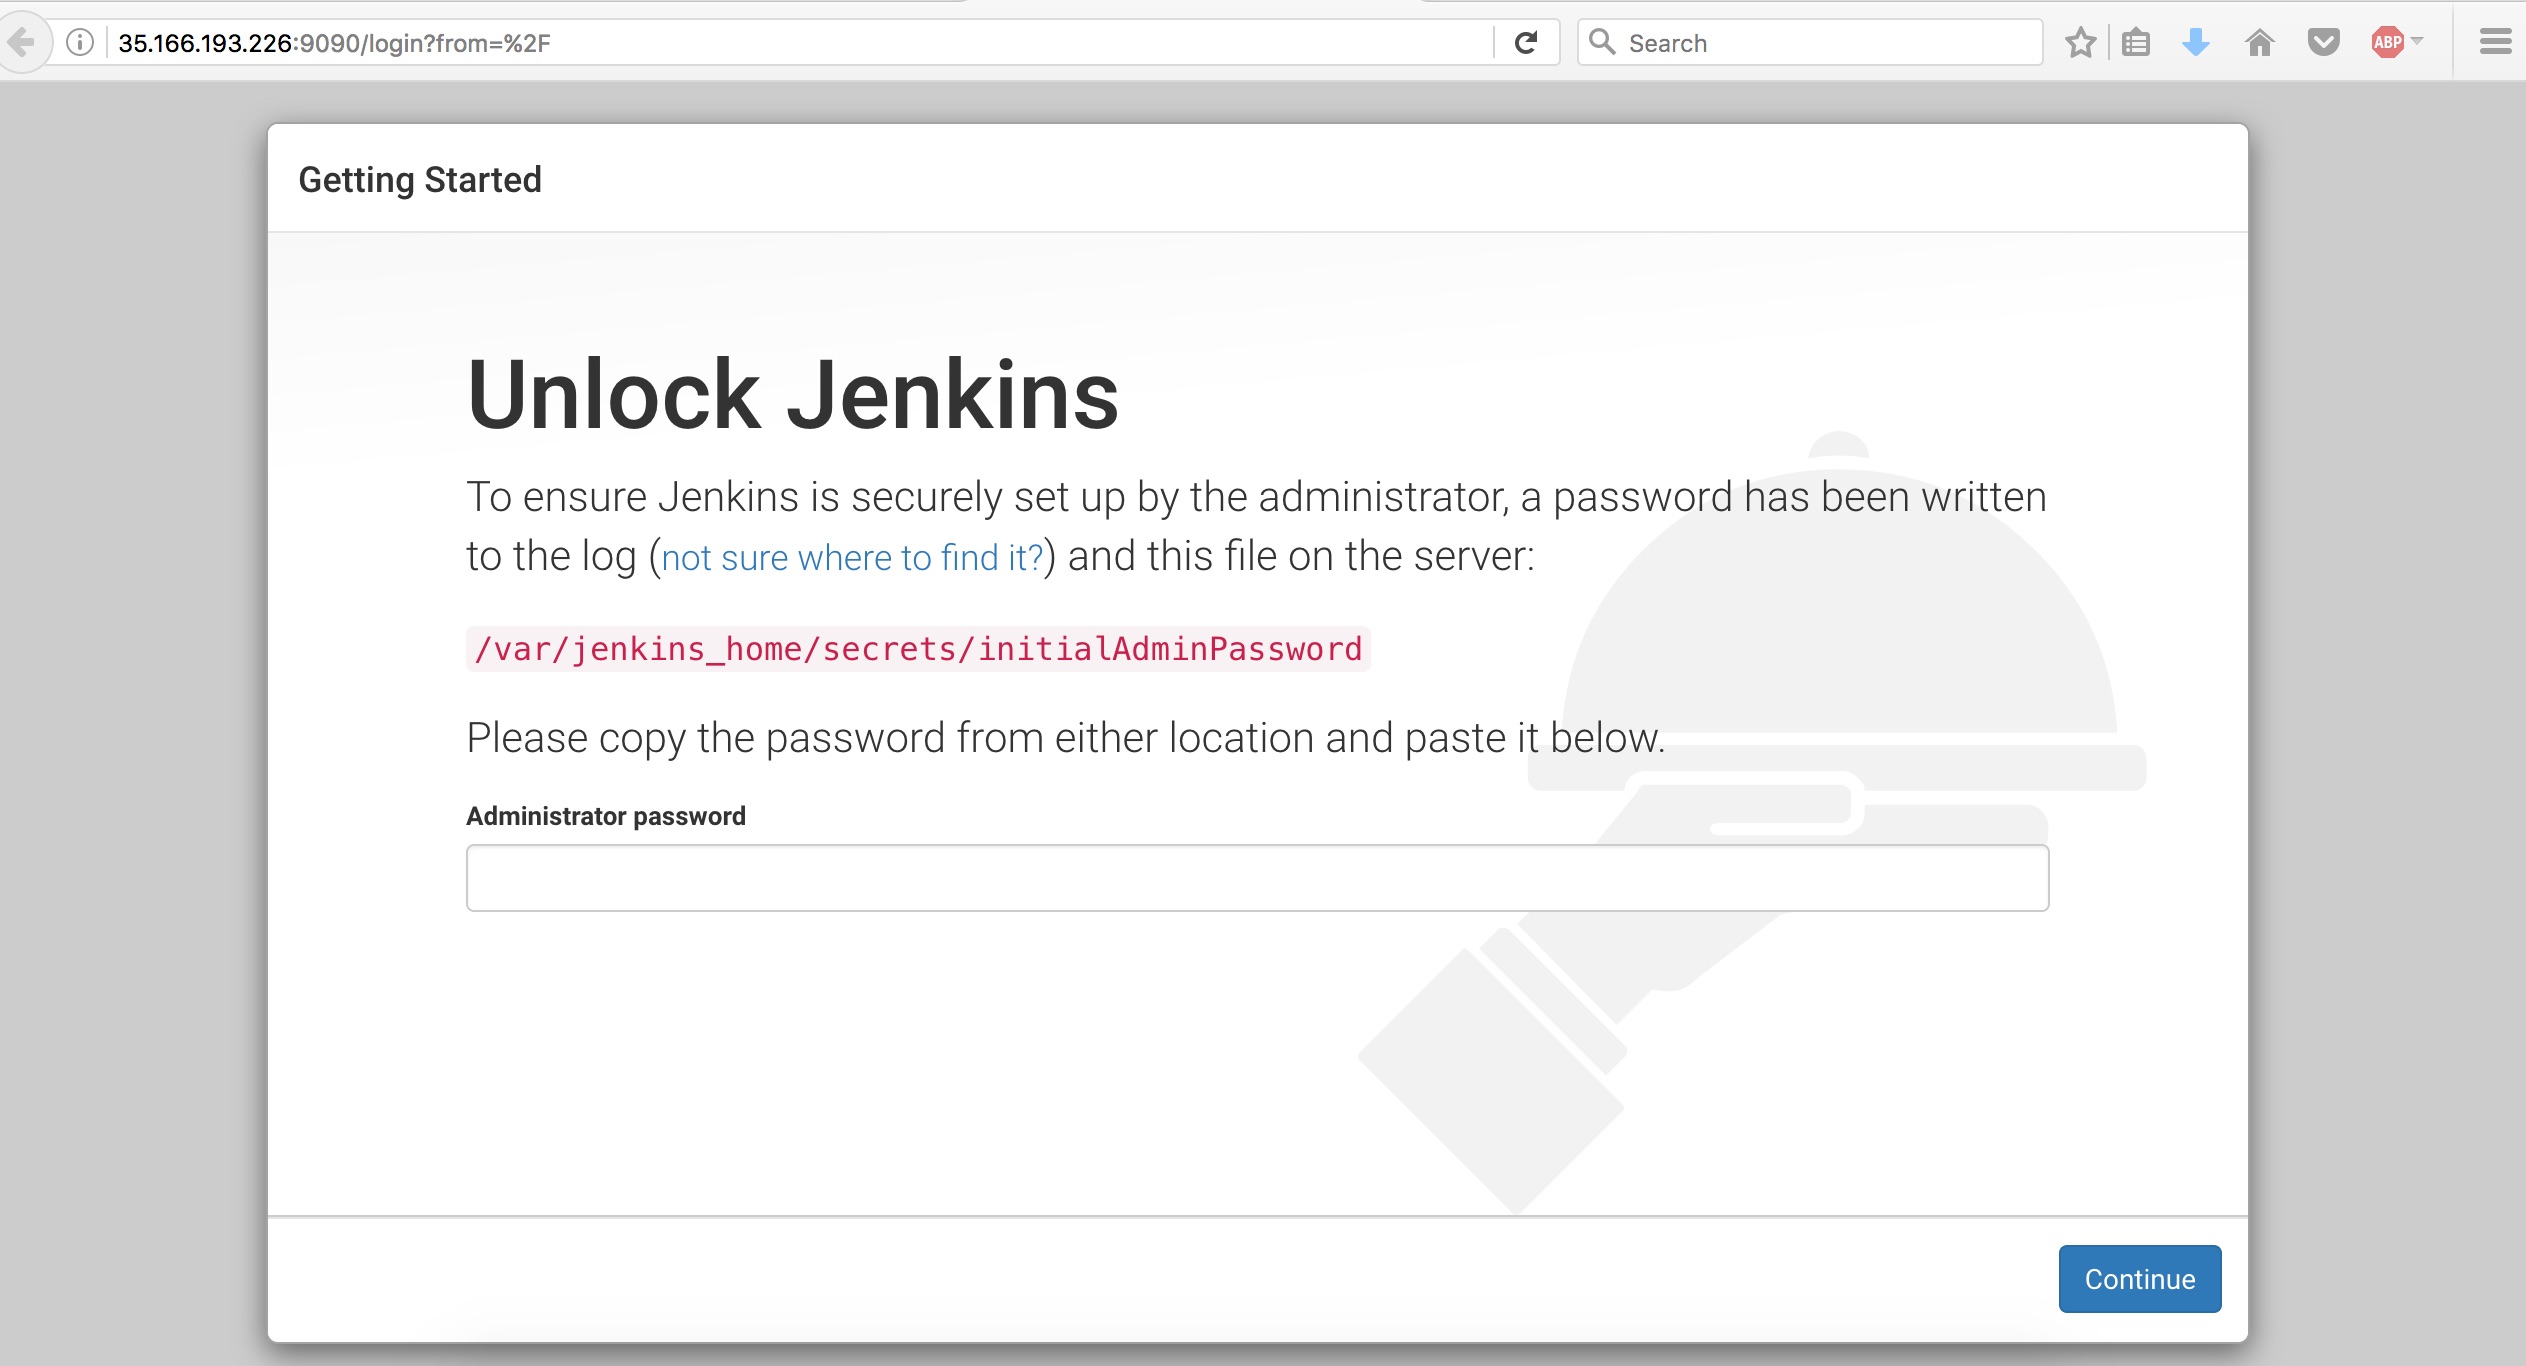 35.166.193.226:9090/login?from=%2F
Search
ABP
Getting Started
Unlock Jenkins
To ensure Jenkins is securely set up by the administrator, a password has been written
to the log (not sure where to find it?) and this file on the server:
/var/jenkins_home/secrets/initialAdminPassword
Please copy the password from either location and paste it below.
Administrator password
Continue